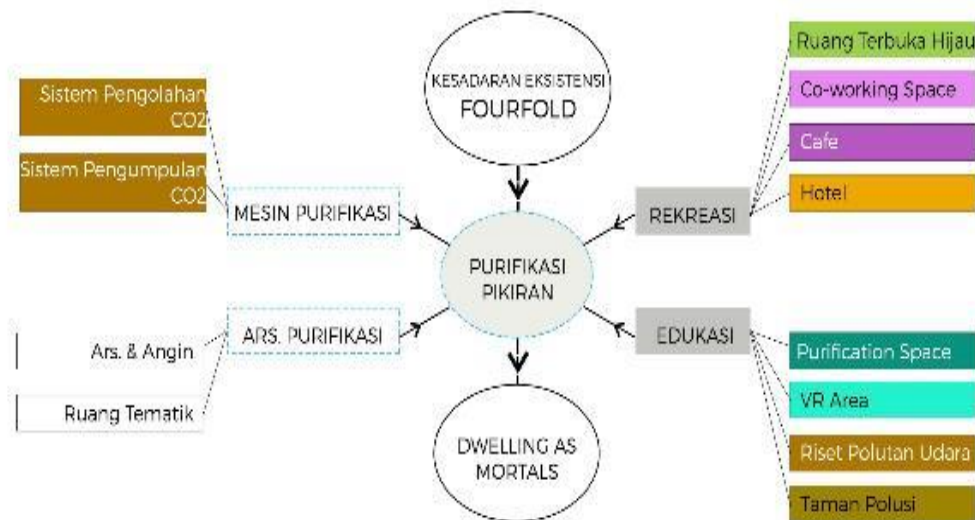 KESADARAN EKSISTENSI
FOURFOLD
Sistem Pengolahan
CO2
Sistem Pengumpulan
CO2
MESIN PURIFIKASI
ARS. PURIFIKASI
Ars. & Angin
Ruang Tematik
PURIFIKASI
PIKIRAN
DWELLING AS
MORTALS
REKREASI
Ruang Terbuka Hijau
Co-working Space
Cafe
Hotel
EDUKASI
Purification Space
VR Area
Riset Polutan Udara
Taman Polusi